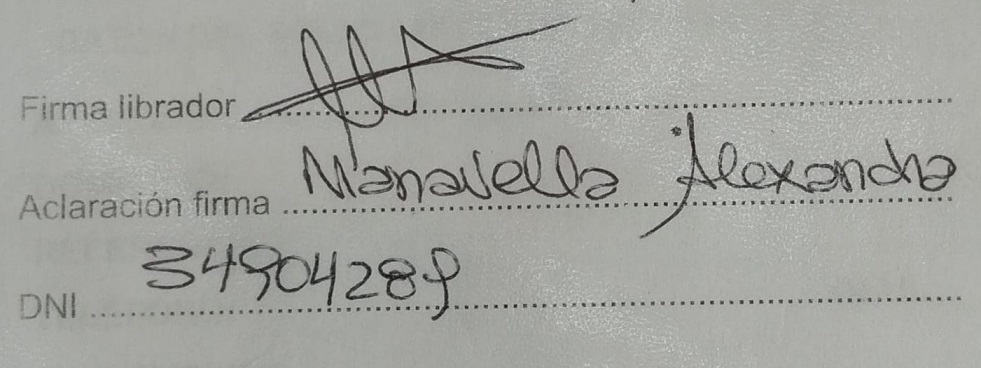 Firma librador
Aclaración firma Manavella Alexandra
DNI 34904289